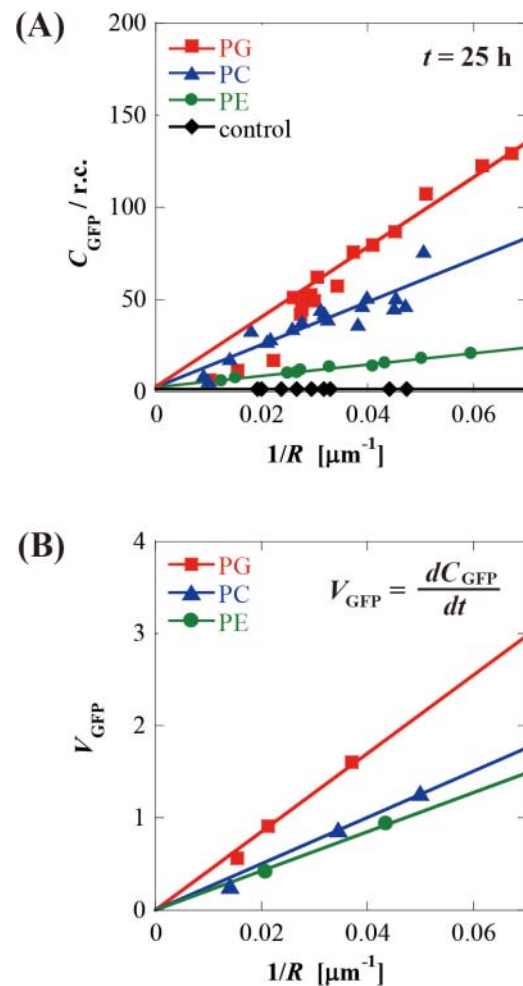 (A)
200
150
100
50
0
C_GFP / r.c.
PG
PC
PE
control
t = 25 h
0 0.02 0.04 0.06
1/R [μm⁻¹]
(B)
4
3
2
1
0
V_GFP
PG
PC
PE
V_GFP = dC_GFP / dt
0 0.02 0.04 0.06
1/R [μm⁻¹]